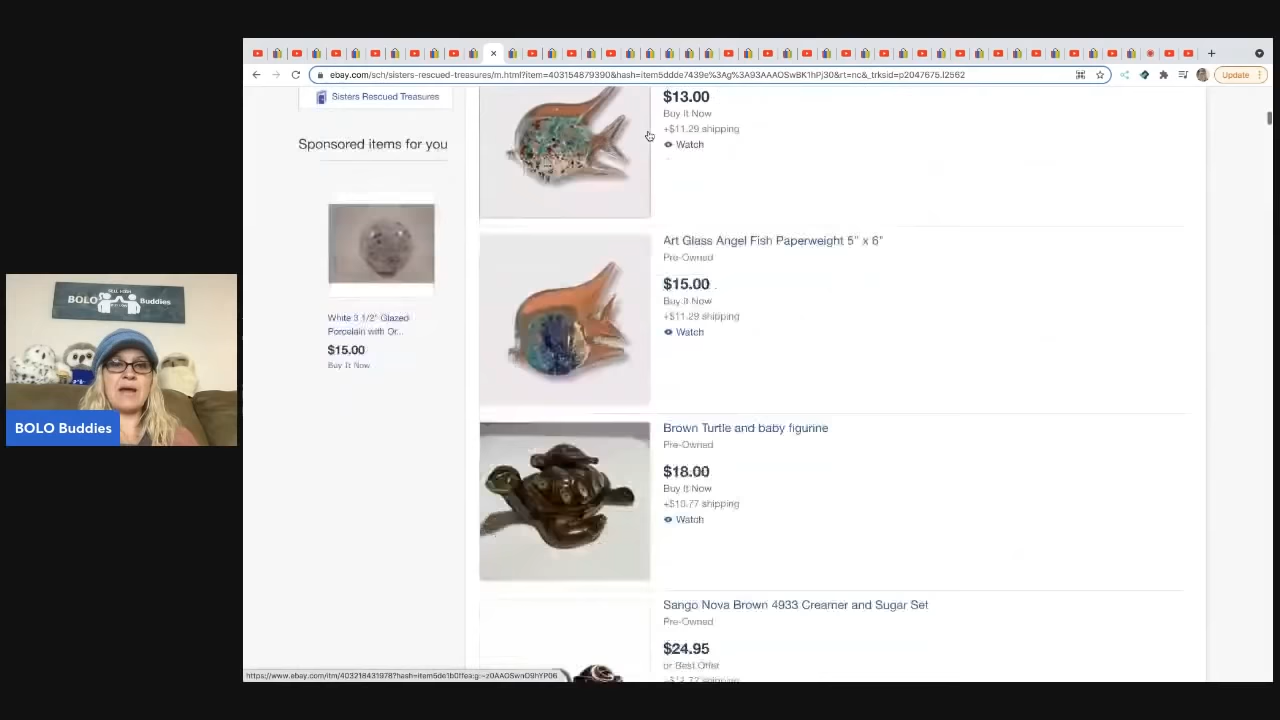 Update
ebay.com/sch/sisters-rescued-treasures/m.html?item=403154879390&hash=item5ddde7439e%3Ag%3A93AAAOSwBK1hPj30&rt=nc&_trksid=p2047675.l2562
Sisters Rescued Treasures
Sponsored items for you
White 3 1/2" Glazed
Porcelain with Or...
$15.00
Buy It Now
$13.00
Buy It Now
+$11.29 shipping
Watch
Art Glass Angel Fish Paperweight 5" x 6"
Pre-Owned
$15.00
Buy It Now
+$11.29 shipping
Watch
Brown Turtle and baby figurine
Pre-Owned
$18.00
Buy It Now
+$10.77 shipping
Watch
Sango Nova Brown 4933 Creamer and Sugar Set
Pre-Owned
$24.95
or Best Offer
BOLO Buddies
BOLO Buddies